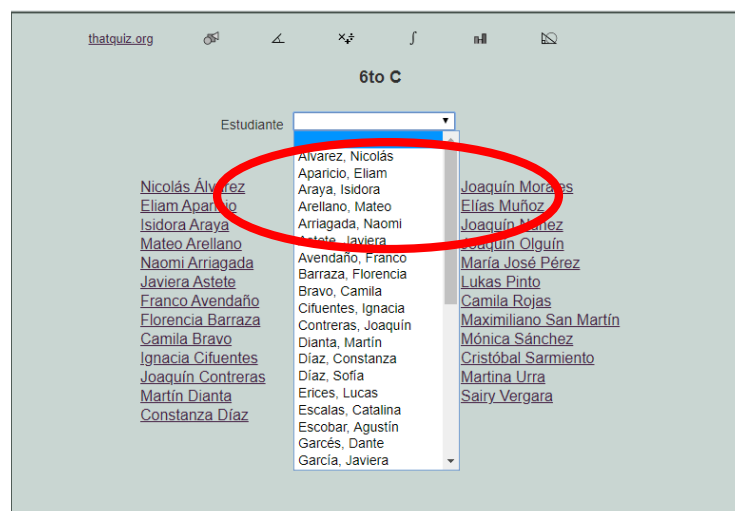 thatquiz.org
6to C
Estudiante
Álvarez, Nicolás
Aparicio, Eliam
Araya, Isidora
Arellano, Mateo
Arriagada, Naomi
Astete, Javiera
Avendaño, Franco
Barraza, Florencia
Bravo, Camila
Cifuentes, Ignacia
Contreras, Joaquín
Dianta, Martín
Díaz, Constanza
Díaz, Sofía
Erices, Lucas
Escalas, Catalina
Escobar, Agustín
Garcés, Dante
García, Javiera
Nicolás Álvarez
Eliam Aparicio
Isidora Araya
Mateo Arellano
Naomi Arriagada
Javiera Astete
Franco Avendaño
Florencia Barraza
Camila Bravo
Ignacia Cifuentes
Joaquín Contreras
Martín Dianta
Constanza Díaz
Joaquín Morales
Elías Muñoz
Joaquín Núñez
Joaquín Olguín
María José Pérez
Lukas Pinto
Camila Rojas
Maximiliano San Martín
Mónica Sánchez
Cristóbal Sarmiento
Martina Urra
Sairy Vergara